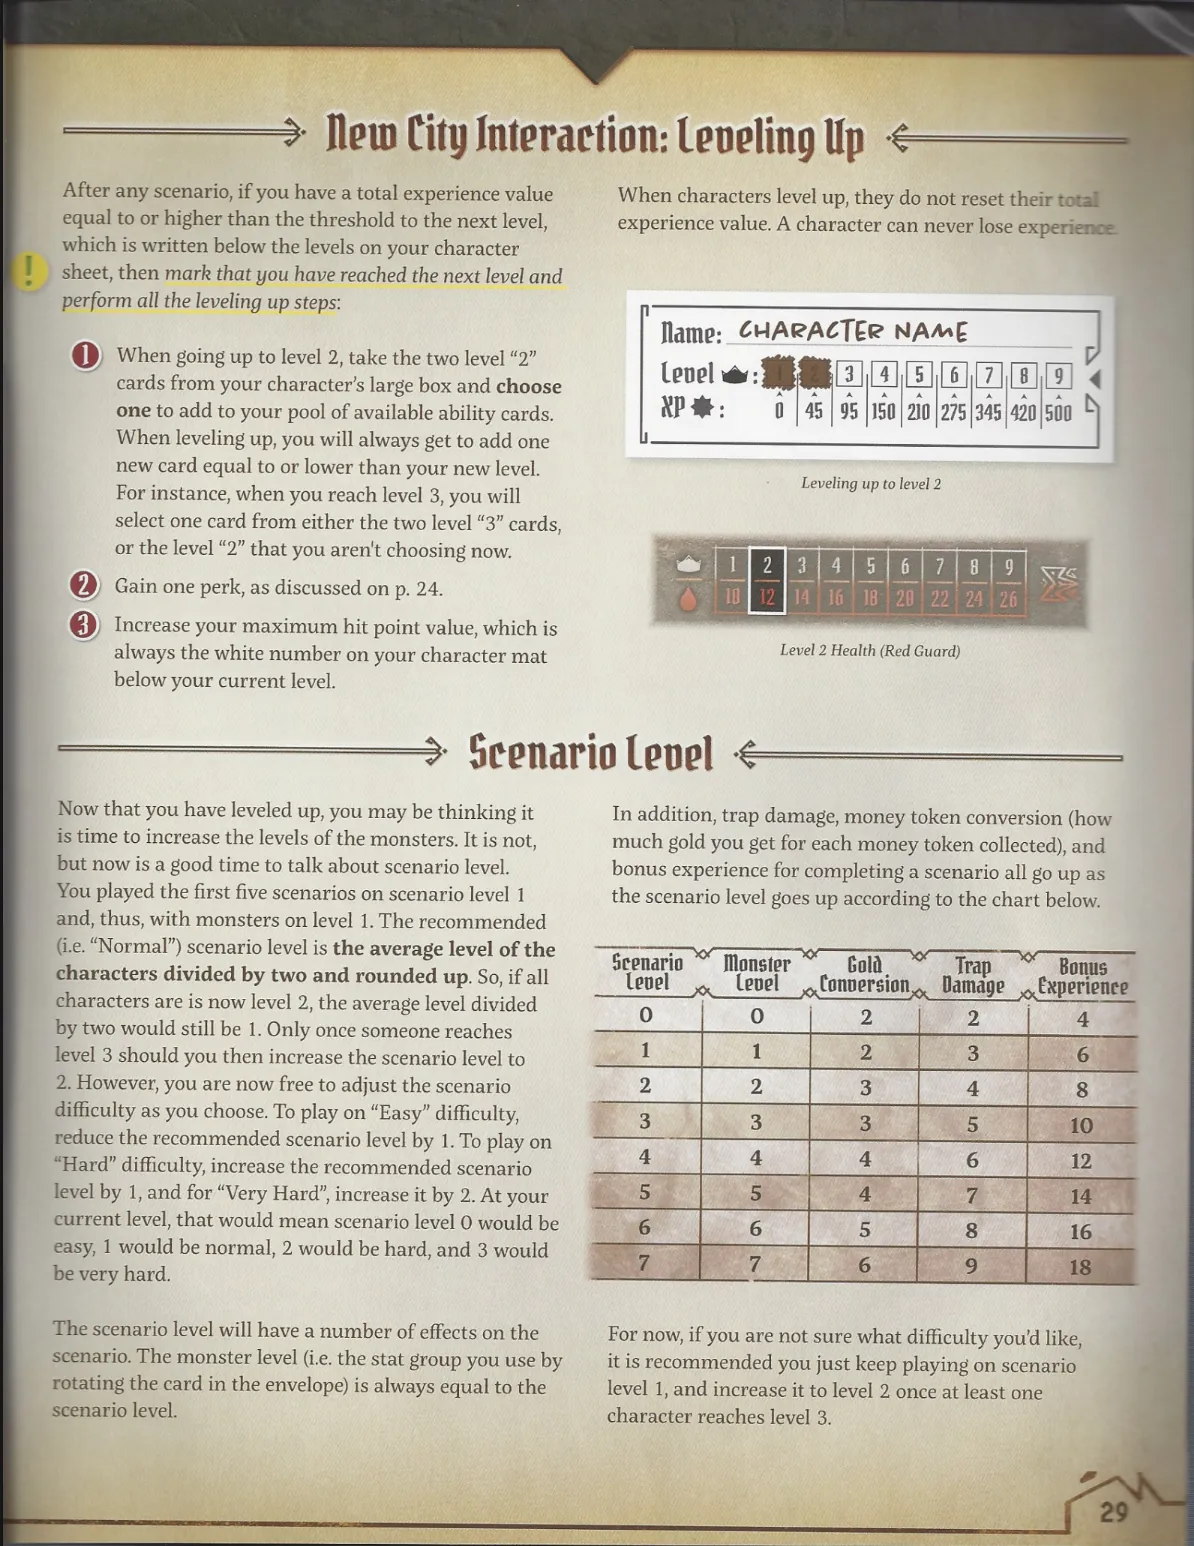 New City Interaction: Leveling Up
After any scenario, if you have a total experience value
equal to or higher than the threshold to the next level,
which is written below the levels on your character
! sheet, then mark that you have reached the next level and
perform all the leveling up steps:
1 When going up to level 2, take the two level “2”
cards from your character’s large box and choose
one to add to your pool of available ability cards.
When leveling up, you will always get to add one
new card equal to or lower than your new level.
For instance, when you reach level 3, you will
select one card from either the two level “3” cards,
or the level “2” that you aren't choosing now.
2 Gain one perk, as discussed on p. 24.
3 Increase your maximum hit point value, which is
always the white number on your character mat
below your current level.
When characters level up, they do not reset their total
experience value. A character can never lose experience.
Name: CHARACTER NAME
Level : 1 2 3 4 5 6 7 8 9
XP : 0 45 95 150 210 275 345 420 500
Leveling up to level 2
1 2 3 4 5 6 7 8 9
10 12 14 16 18 20 22 24 26
Level 2 Health (Red Guard)
Scenario Level
Now that you have leveled up, you may be thinking it
is time to increase the levels of the monsters. It is not,
but now is a good time to talk about scenario level.
You played the first five scenarios on scenario level 1
and, thus, with monsters on level 1. The recommended
(i.e. “Normal”) scenario level is the average level of the
characters divided by two and rounded up. So, if all
characters are is now level 2, the average level divided
by two would still be 1. Only once someone reaches
level 3 should you then increase the scenario level to
2. However, you are now free to adjust the scenario
difficulty as you choose. To play on “Easy” difficulty,
reduce the recommended scenario level by 1. To play on
“Hard” difficulty, increase the recommended scenario
level by 1, and for “Very Hard”, increase it by 2. At your
current level, that would mean scenario level 0 would be
easy, 1 would be normal, 2 would be hard, and 3 would
be very hard.
The scenario level will have a number of effects on the
scenario. The monster level (i.e. the stat group you use by
rotating the card in the envelope) is always equal to the
scenario level.
In addition, trap damage, money token conversion (how
much gold you get for each money token collected), and
bonus experience for completing a scenario all go up as
the scenario level goes up according to the chart below.
Scenario Monster Gold Trap Bonus
Level Level Conversion Damage Experience
0 0 2 2 4
1 1 2 3 6
2 2 3 4 8
3 3 3 5 10
4 4 4 6 12
5 5 4 7 14
6 6 5 8 16
7 7 6 9 18
For now, if you are not sure what difficulty you’d like,
it is recommended you just keep playing on scenario
level 1, and increase it to level 2 once at least one
character reaches level 3.
29